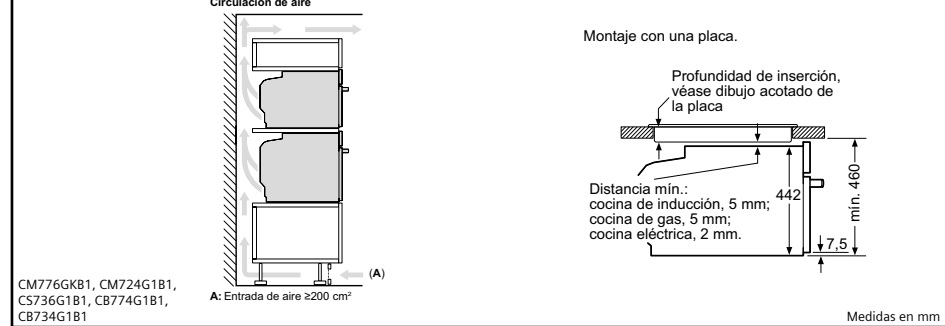 Circulación de aire
(A)
A: Entrada de aire ≥200 cm²
CM776GKB1, CM724G1B1,
CS736G1B1, CB774G1B1,
CB734G1B1
Montaje con una placa.
Profundidad de inserción,
véase dibujo acotado de
la placa
Distancia mín.:
cocina de inducción, 5 mm;
cocina de gas, 5 mm;
cocina eléctrica, 2 mm.
442
mín. 460
7,5
Medidas en mm